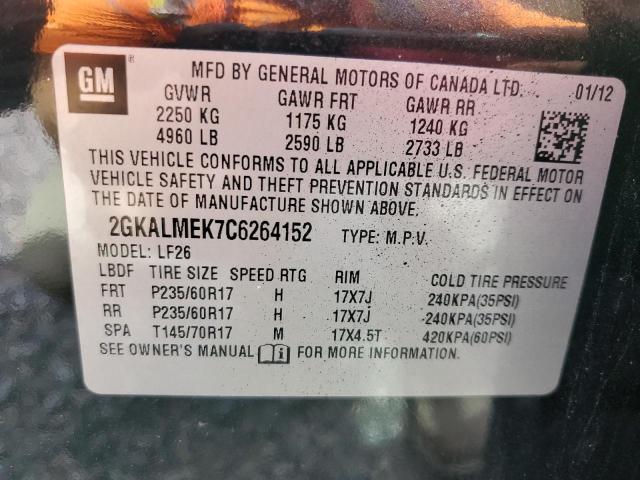 GM
MFD BY GENERAL MOTORS OF CANADA LTD. 01/12
GVWR GAWR FRT GAWR RR
2250 KG 1175 KG 1240 KG
4960 LB 2590 LB 2733 LB
THIS VEHICLE CONFORMS TO ALL APPLICABLE U.S. FEDERAL MOTOR
VEHICLE SAFETY AND THEFT PREVENTION STANDARDS IN EFFECT ON
THE DATE OF MANUFACTURE SHOWN ABOVE.
2GKALMEK7C6264152 TYPE: M.P.V.
MODEL: LF26
LBDF TIRE SIZE SPEED RTG RIM COLD TIRE PRESSURE
FRT P235/60R17 H 17X7J 240KPA(35PSI)
RR P235/60R17 H 17X7J 240KPA(35PSI)
SPA T145/70R17 M 17X4.5T 420KPA(60PSI)
SEE OWNER'S MANUAL FOR MORE INFORMATION.